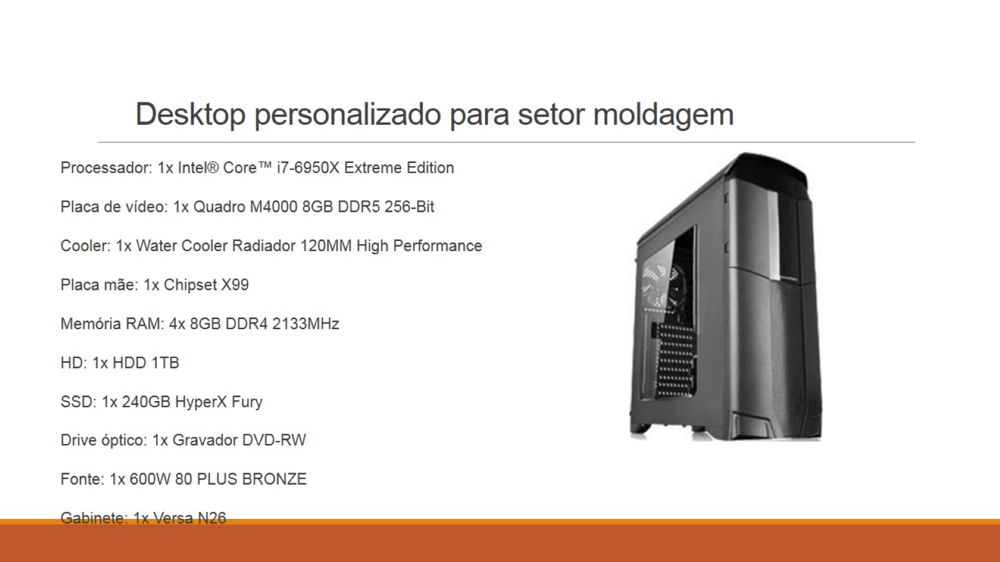 Desktop personalizado para setor moldagem
Processador: 1x Intel® Core™ i7-6950X Extreme Edition
Placa de vídeo: 1x Quadro M4000 8GB DDR5 256-Bit
Cooler: 1x Water Cooler Radiador 120MM High Performance
Placa mãe: 1x Chipset X99
Memória RAM: 4x 8GB DDR4 2133MHz
HD: 1x HDD 1TB
SSD: 1x 240GB HyperX Fury
Drive óptico: 1x Gravador DVD-RW
Fonte: 1x 600W 80 PLUS BRONZE
Gabinete: 1x Versa N26